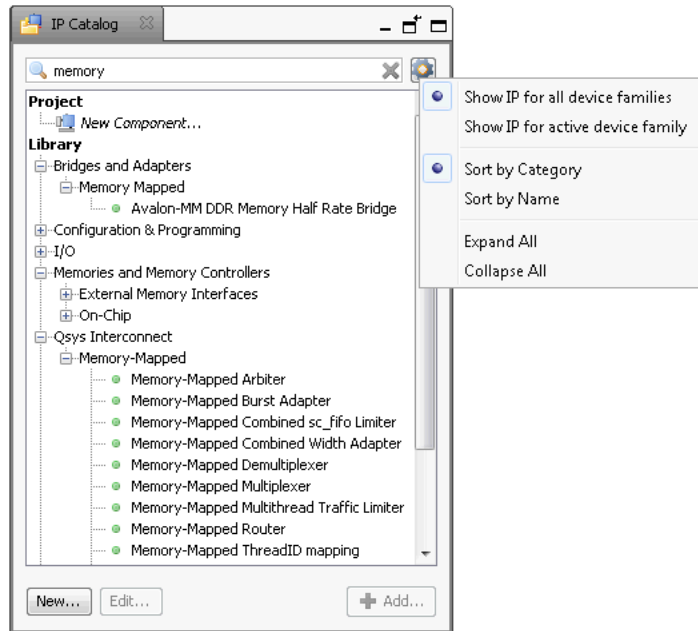 IP Catalog
memory
Project
New Component...
Library
Bridges and Adapters
Memory Mapped
Avalon-MM DDR Memory Half Rate Bridge
Configuration & Programming
I/O
Memories and Memory Controllers
External Memory Interfaces
On-Chip
Qsys Interconnect
Memory-Mapped
Memory-Mapped Arbiter
Memory-Mapped Burst Adapter
Memory-Mapped Combined sc_fifo Limiter
Memory-Mapped Combined Width Adapter
Memory-Mapped Demultiplexer
Memory-Mapped Multiplexer
Memory-Mapped Multithread Traffic Limiter
Memory-Mapped Router
Memory-Mapped ThreadID mapping
New...
Edit...
Add...
Show IP for all device families
Show IP for active device family
Sort by Category
Sort by Name
Expand All
Collapse All